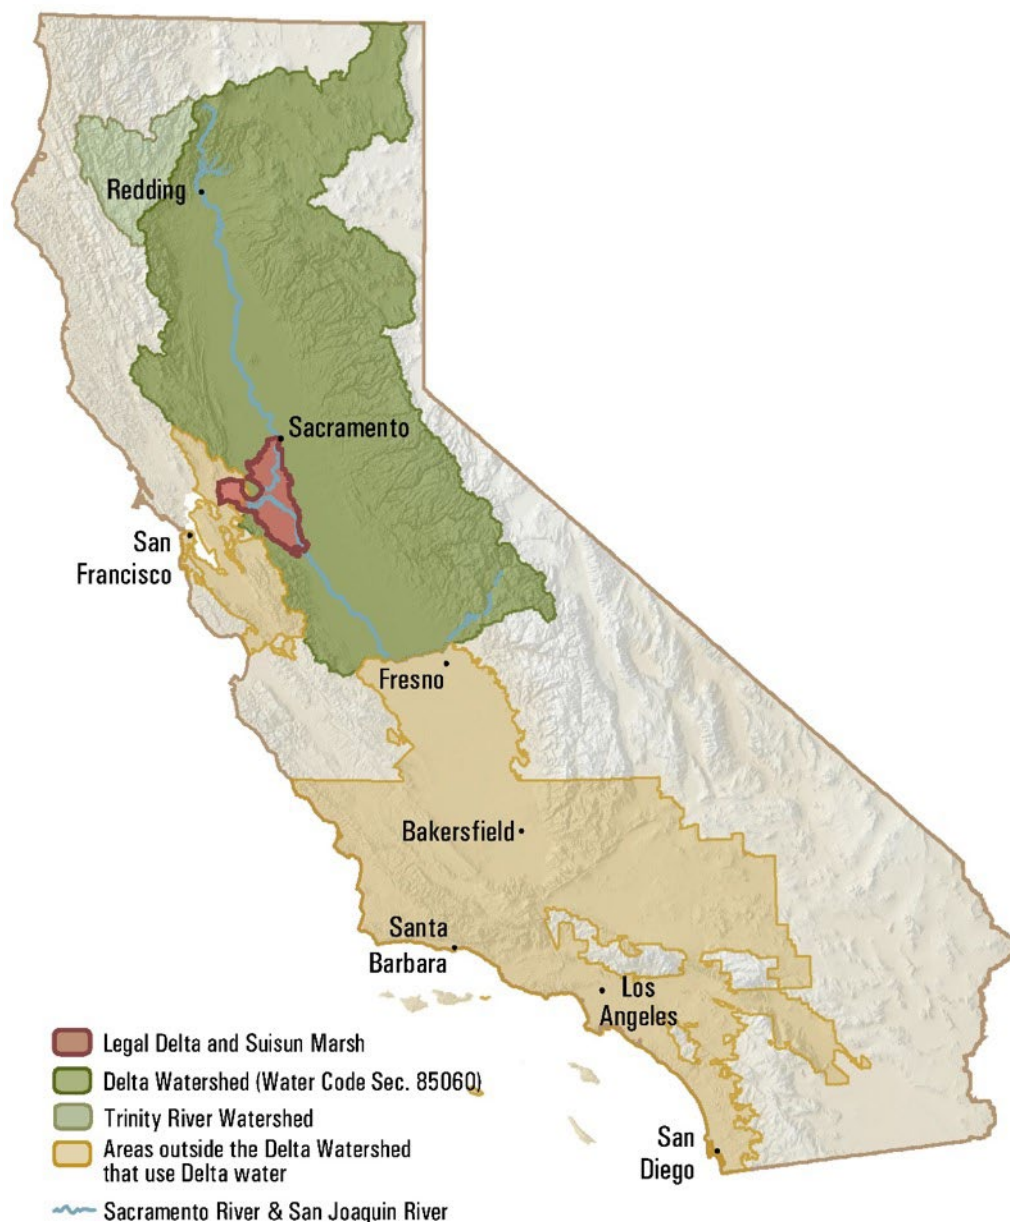 Redding
Sacramento
San
Francisco
Fresno
Bakersfield
Santa
Barbara
Los
Angeles
San
Diego
Legal Delta and Suisun Marsh
Delta Watershed (Water Code Sec. 85060)
Trinity River Watershed
Areas outside the Delta Watershed
that use Delta water
Sacramento River & San Joaquin River